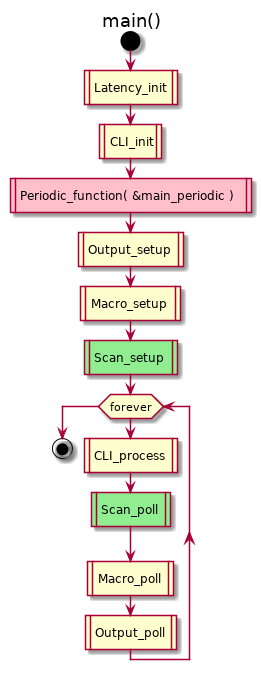 main()
Latency_init
CLI_init
Periodic_function( &main_periodic )
Output_setup
Macro_setup
Scan_setup
forever
CLI_process
Scan_poll
Macro_poll
Output_poll